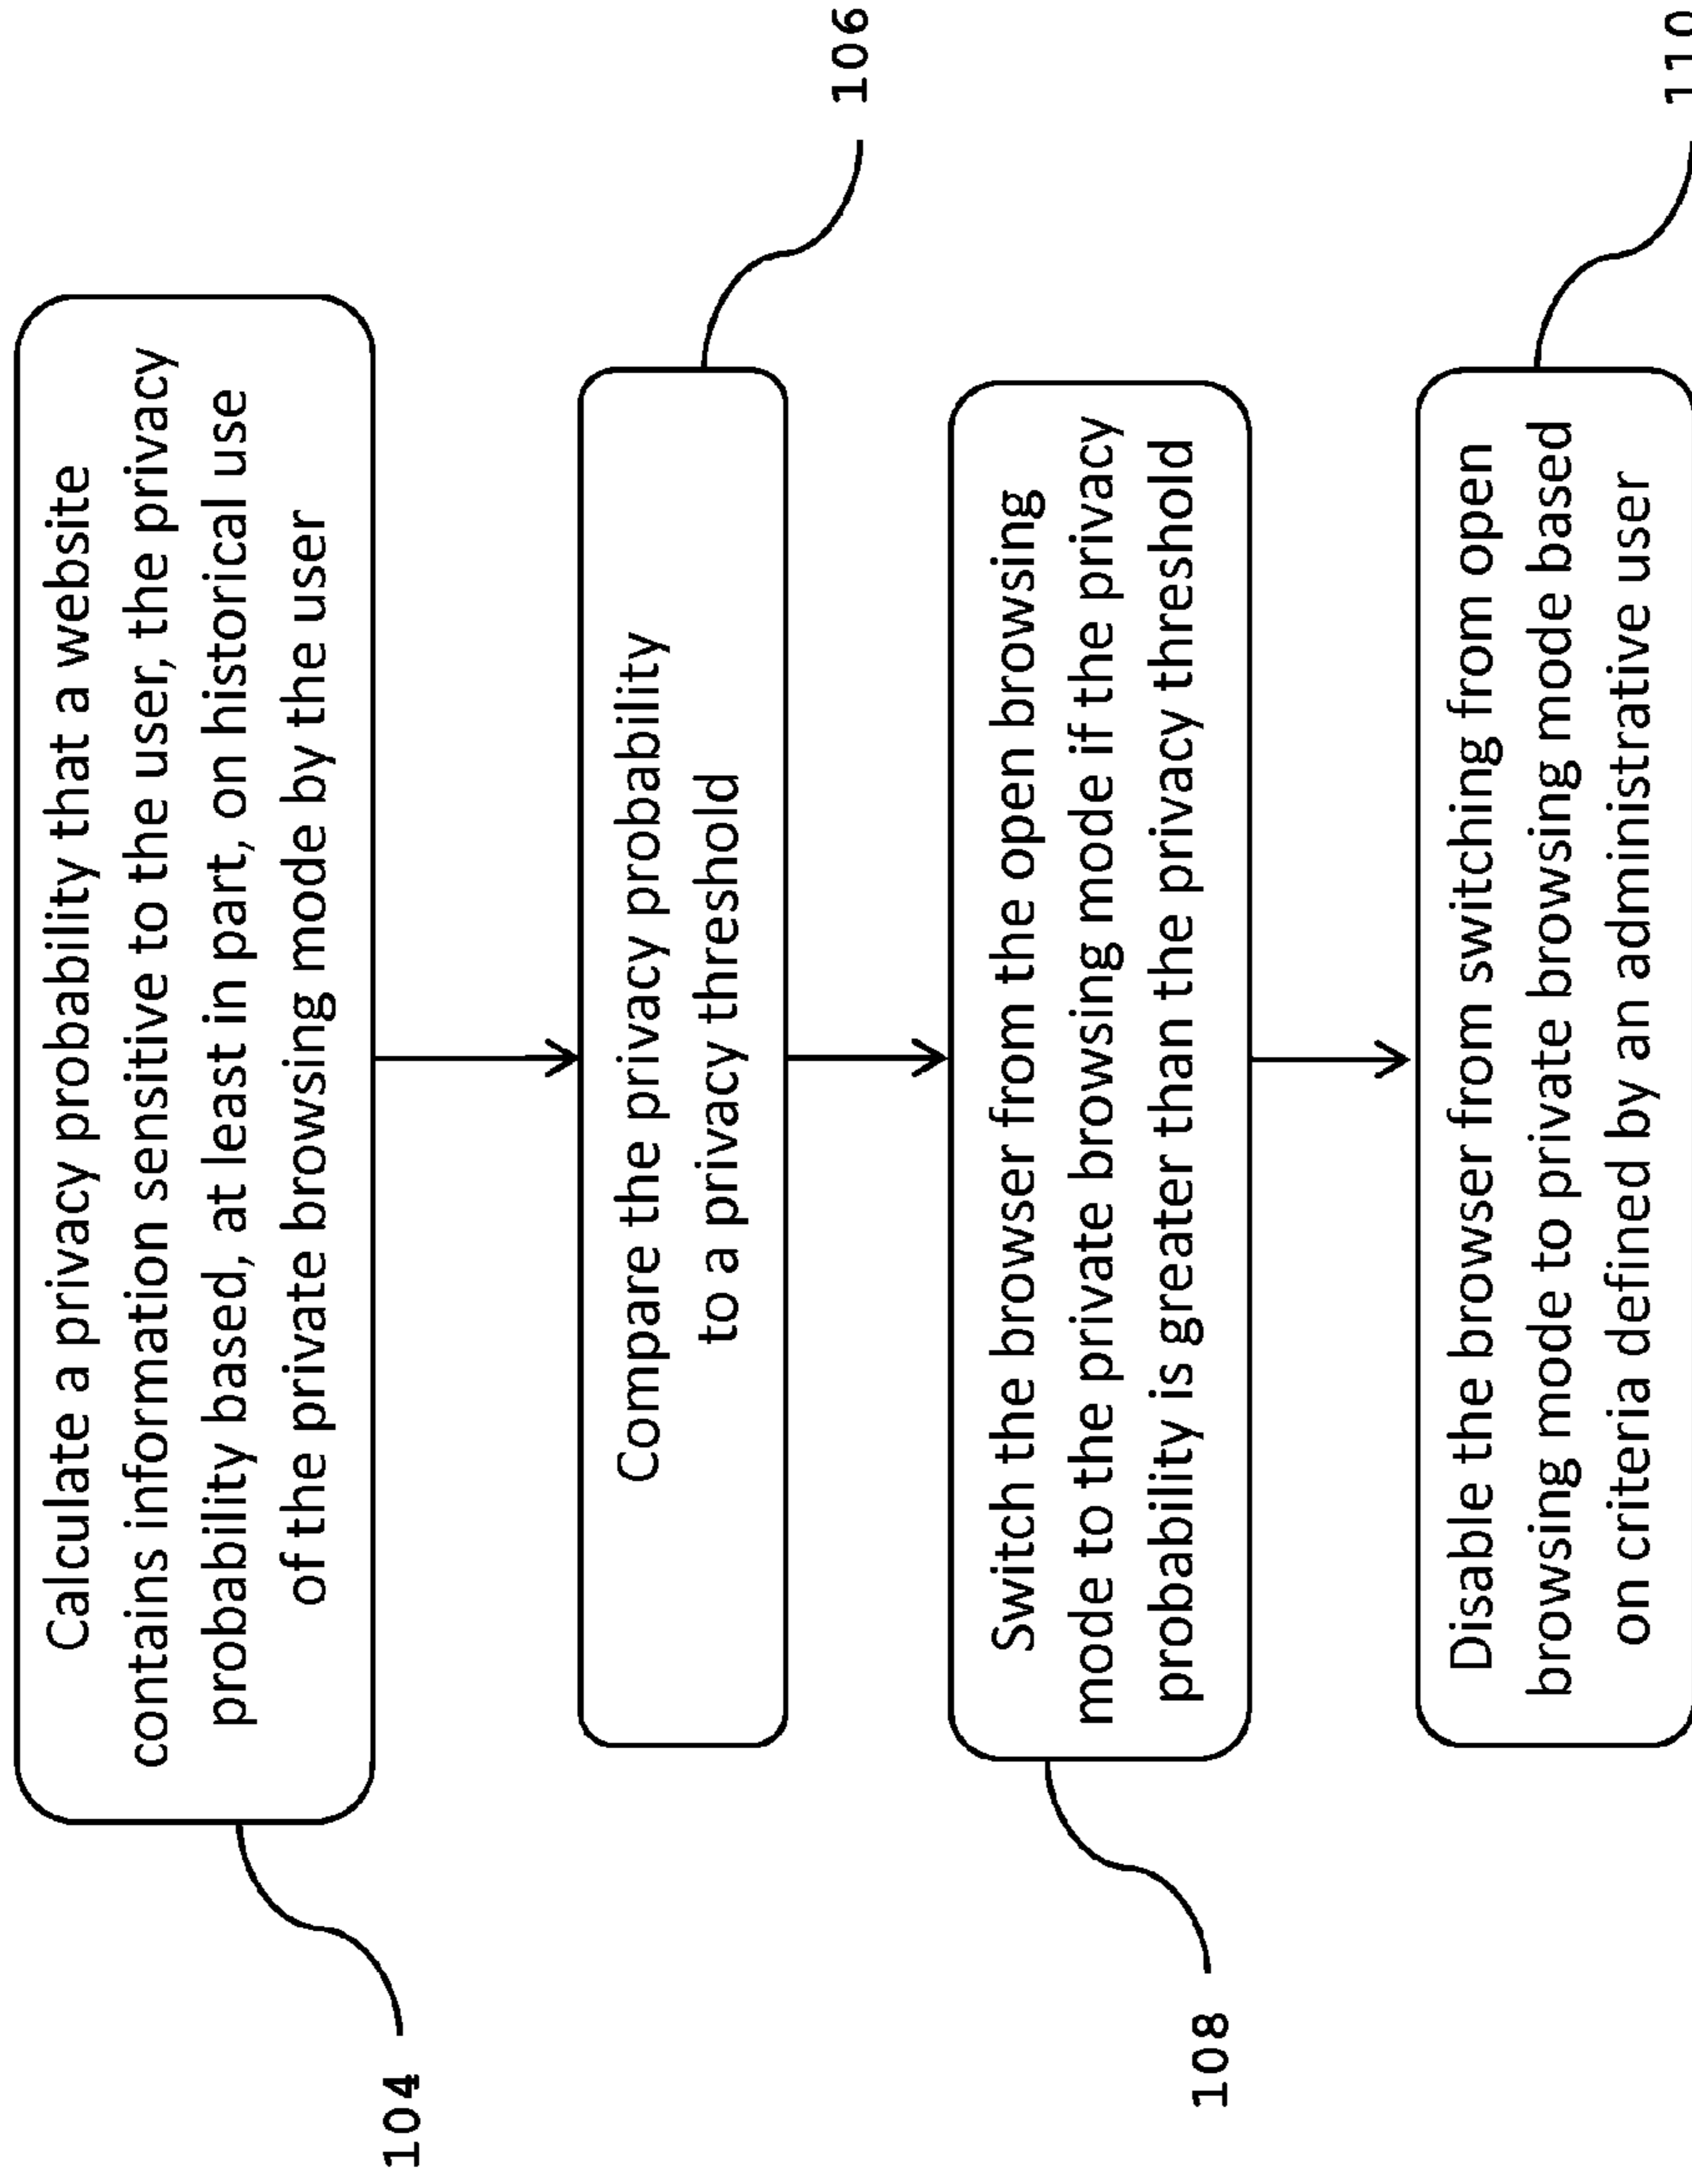 Calculate a privacy probability that a website
contains information sensitive to the user, the privacy
probability based, at least in part, on historical use
of the private browsing mode by the user
104
Compare the privacy probability
to a privacy threshold
106
Switch the browser from the open browsing
mode to the private browsing mode if the privacy
probability is greater than the privacy threshold
108
Disable the browser from switching from open
browsing mode to private browsing mode based
on criteria defined by an administrative user
110